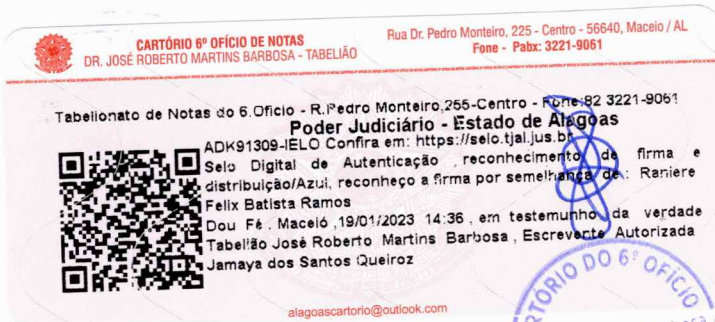 CARTÓRIO 6º OFÍCIO DE NOTAS
DR. JOSÉ ROBERTO MARTINS BARBOSA - TABELIÃO
Rua Dr. Pedro Monteiro, 225 - Centro - 56640, Maceio / AL
Fone - Pabx: 3221-9061
Tabelionato de Notas do 6.Oficio - R.Pedro Monteiro,255-Centro - Fone:82 3221-9061
Poder Judiciário - Estado de Alagoas
ADK91309-IELO Confira em: https://selo.tjal.jus.br
Selo Digital de Autenticação , reconhecimento de firma e
distribuição/Azul, reconheço a firma por semelhança de : Raniere
Felix Batista Ramos
Dou Fé . Maceió ,19/01/2023 14:36 , em testemunho da verdade
Tabelião José Roberto Martins Barbosa , Escrevente Autorizada
Jamaya dos Santos Queiroz
alagoascartorio@outlook.com
DO 6º OFÍCIO